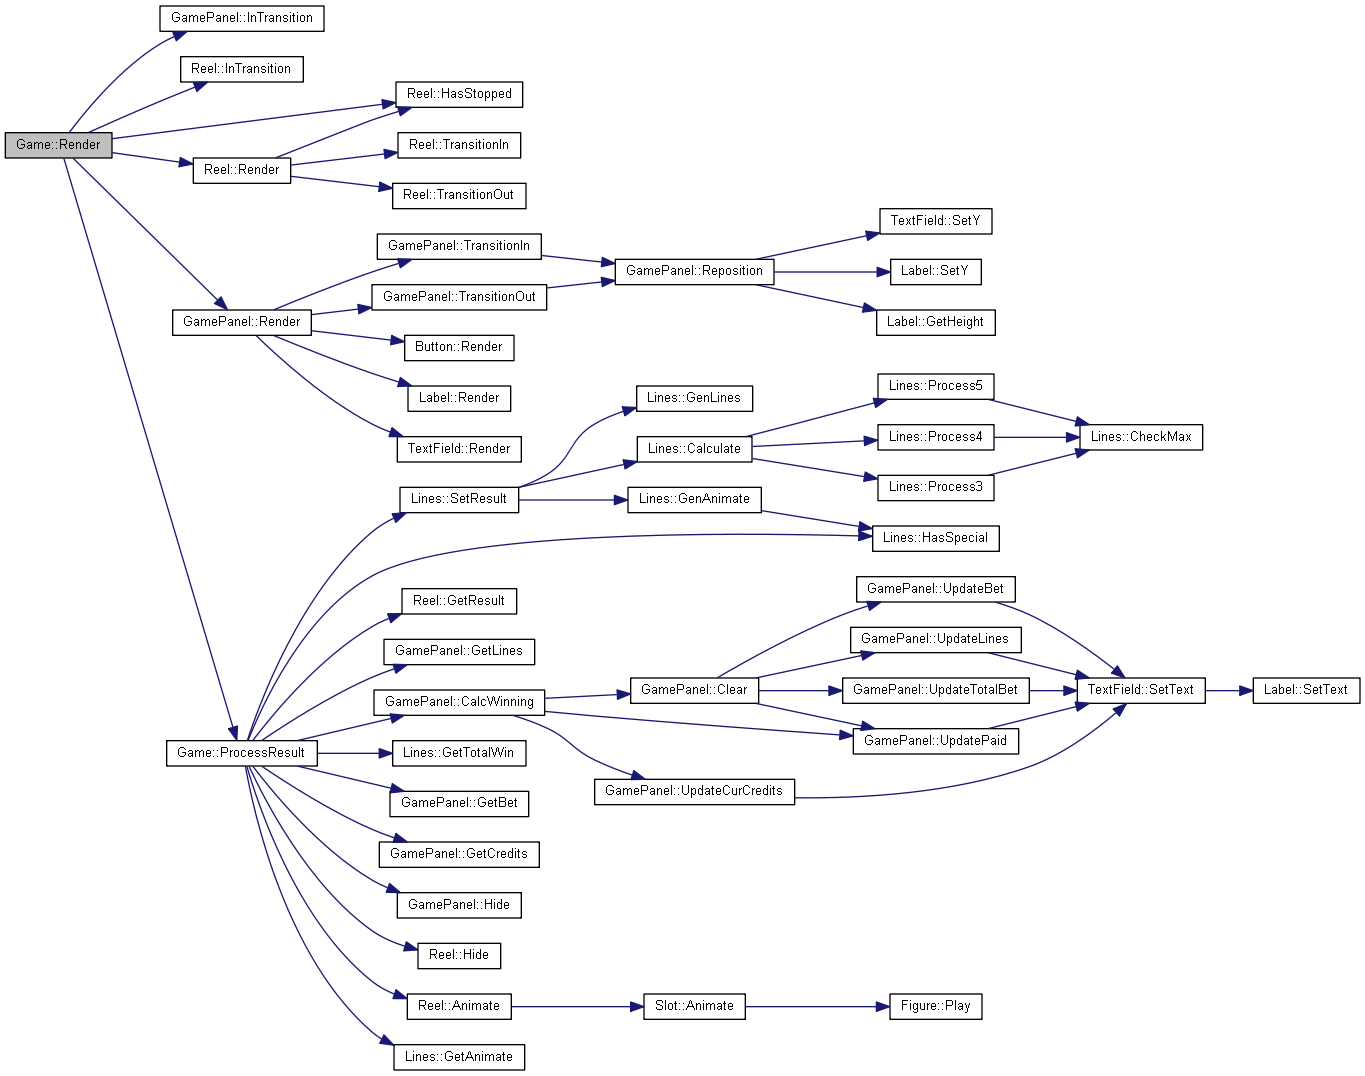 GamePanel::InTransition
Reel::InTransition
Reel::HasStopped
Game::Render
Reel::TransitionIn
Reel::Render
Reel::TransitionOut
TextField::SetY
GamePanel::TransitionIn
GamePanel::Reposition
Label::SetY
GamePanel::TransitionOut
GamePanel::Render
Label::GetHeight
Button::Render
Lines::Process5
Label::Render
Lines::GenLines
Lines::Process4
Lines::CheckMax
TextField::Render
Lines::Calculate
Lines::Process3
Lines::SetResult
Lines::GenAnimate
Lines::HasSpecial
GamePanel::UpdateBet
Reel::GetResult
GamePanel::UpdateLines
GamePanel::GetLines
GamePanel::Clear
GamePanel::UpdateTotalBet
TextField::SetText
Label::SetText
GamePanel::CalcWinning
GamePanel::UpdatePaid
Game::ProcessResult
Lines::GetTotalWin
GamePanel::UpdateCurCredits
GamePanel::GetBet
GamePanel::GetCredits
GamePanel::Hide
Reel::Hide
Reel::Animate
Slot::Animate
Figure::Play
Lines::GetAnimate